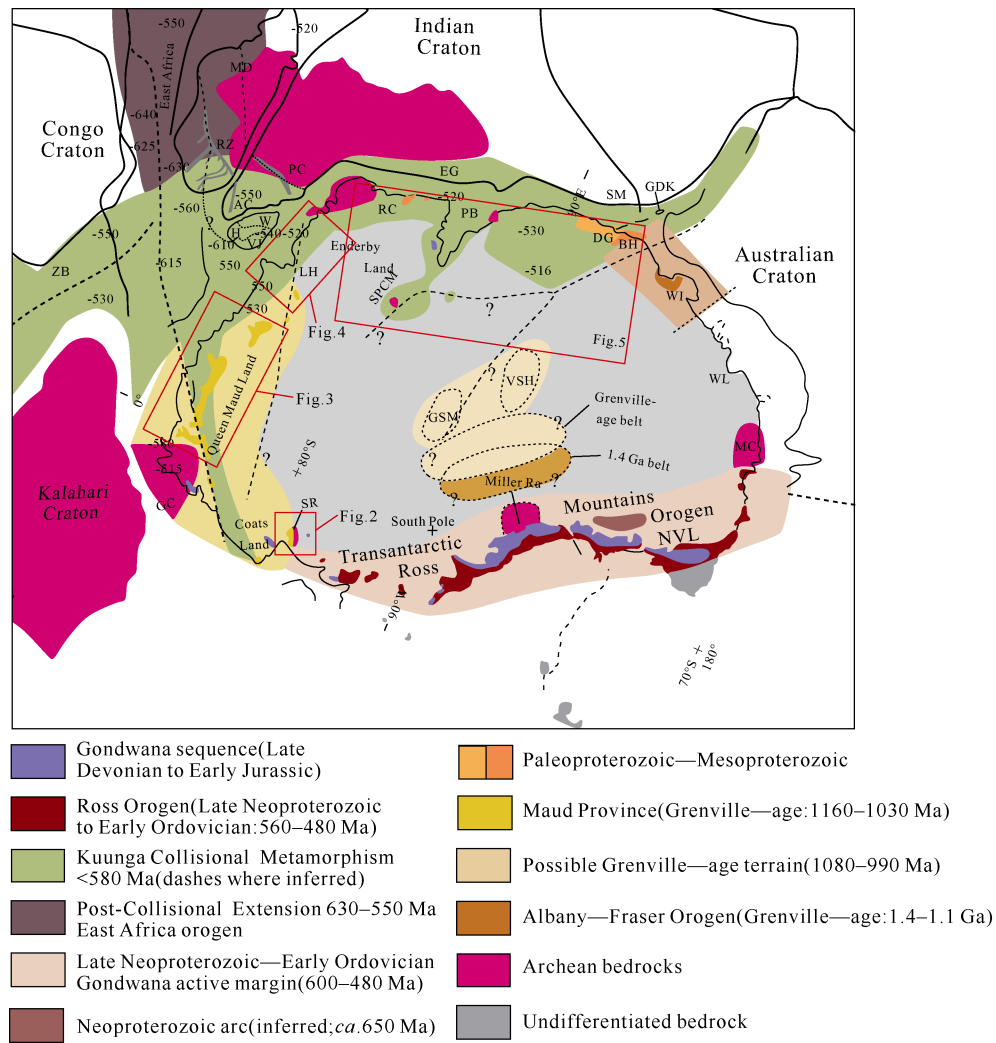 -550
-520
Indian
Craton
East Africa
MD
-640
Congo
Craton
-625
RZ
-630
PC
EG
-550
AG
-520
RC
PB
40°E
SM
GDK
-560
?
H
W
VJ
-540
-520
-610
-550
ZB
-615
550
LH
Enderby
Land
SPCM
-530
DG
BH
-516
Australian
Craton
-530
550
530
WI
?
?
Fig.4
Fig.5
Queen Maud Land
Fig.3
0°
WL
?
VSH
GSM
?
Grenville-
age belt
-580
-615
+80°S
?
?
?
?
1.4 Ga belt
MC
Kalahari
Craton
GC
Miller Ra
SR
Coats
Land
Fig.2
South Pole
+
Mountains
Orogen
NVL
Transantarctic
Ross
90°W
70°S +
180°
Gondwana sequence(Late
Devonian to Early Jurassic)
Ross Orogen(Late Neoproterozoic
to Early Ordovician:560–480 Ma)
Kuunga Collisional Metamorphism
<580 Ma(dashes where inferred)
Post-Collisional Extension 630–550 Ma
East Africa orogen
Late Neoproterozoic—Early Ordovician
Gondwana active margin(600–480 Ma)
Neoproterozoic arc(inferred;ca.650 Ma)
Paleoproterozoic—Mesoproterozoic
Maud Province(Grenville—age:1160–1030 Ma)
Possible Grenville—age terrain(1080–990 Ma)
Albany—Fraser Orogen(Grenville—age:1.4–1.1 Ga)
Archean bedrocks
Undifferentiated bedrock